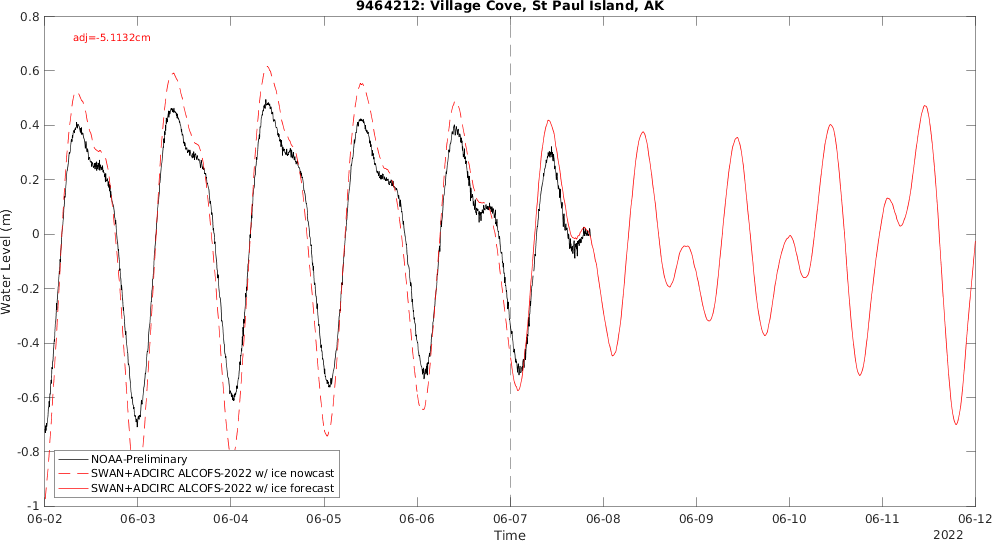 9464212: Village Cove, St Paul Island, AK
adj=-5.1132cm
Water Level (m)
0.8
0.6
0.4
0.2
0
-0.2
-0.4
-0.6
-0.8
-1
NOAA-Preliminary
SWAN+ADCIRC ALCOFS-2022 w/ ice nowcast
SWAN+ADCIRC ALCOFS-2022 w/ ice forecast
06-02 06-03 06-04 06-05 06-06 06-07 06-08 06-09 06-10 06-11 06-12
Time
2022